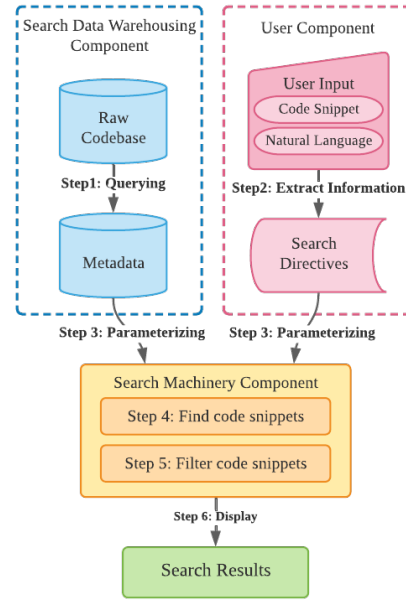 Search Data Warehousing
Component
Raw
Codebase
Step1: Querying
Metadata
User Component
User Input
Code Snippet
Natural Language
Step2: Extract Information
Search
Directives
Step 3: Parameterizing
Step 3: Parameterizing
Search Machinery Component
Step 4: Find code snippets
Step 5: Filter code snippets
Step 6: Display
Search Results